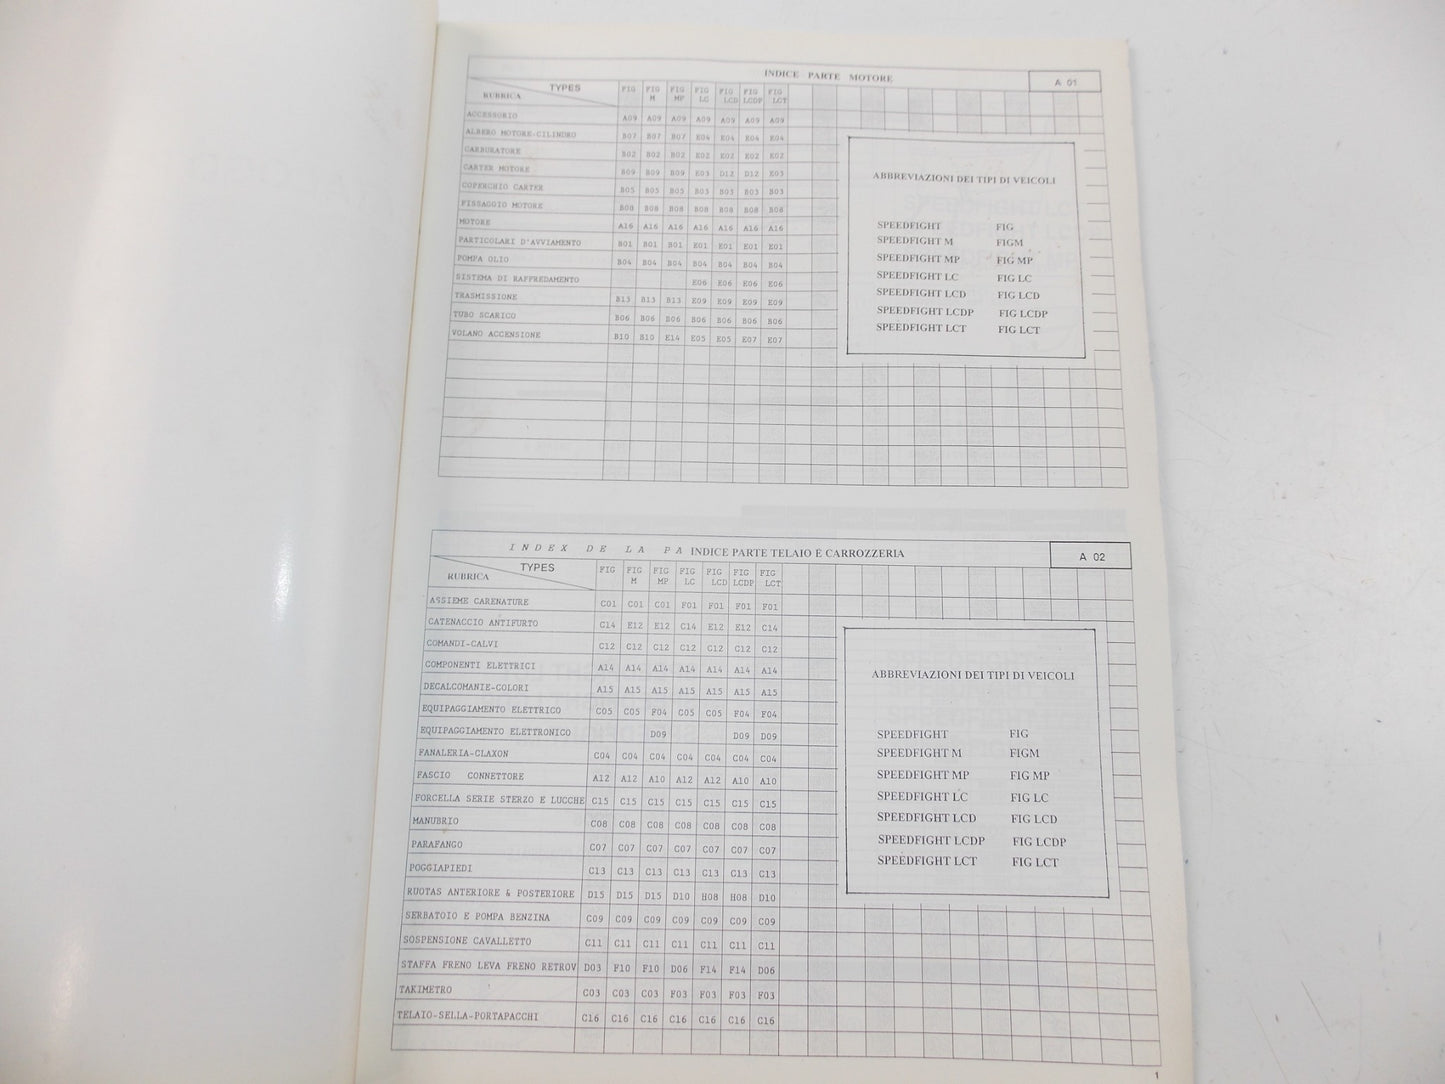 INDICE PARTE MOTORE A 01
TYPES
RUBRICA
FIG FIG M FIG MP FIG LC FIG LCD FIG LCDP FIG LCT
ACCESSORIO A09 A09 A09 A09 A09 A09 A09
ALBERO MOTORE-CILINDRO B07 B07 B07 E04 E04 E04 E04
CARBURATORE B02 B02 B02 E02 E02 E02 E02
CARTER MOTORE B09 B09 B09 E03 D12 D12 E03
COPERCHIO CARTER B05 B05 B05 B03 B03 B03 B03
FISSAGGIO MOTORE B08 B08 B08 B08 B08 B08 B08
MOTORE A16 A16 A16 A16 A16 A16 A16
PARTICOLARI D'AVVIAMENTO B01 B01 B01 E01 E01 E01 E01
POMPA OLIO B04 B04 B04 B04 B04 B04 B04
SISTEMA DI RAFFREDAMENTO E06 E06 E06 E06
TRASMISSIONE B13 B13 B13 E09 E09 E09 E09
TUBO SCARICO B06 B06 B06 B06 B06 B06 B06
VOLANO ACCENSIONE B10 B10 E14 E05 E05 E07 E07
ABBREVIAZIONI DEI TIPI DI VEICOLI
SPEEDFIGHT FIG
SPEEDFIGHT M FIGM
SPEEDFIGHT MP FIG MP
SPEEDFIGHT LC FIG LC
SPEEDFIGHT LCD FIG LCD
SPEEDFIGHT LCDP FIG LCDP
SPEEDFIGHT LCT FIG LCT
INDEX DE LA PA INDICE PARTE TELAIO E CARROZZERIA A 02
TYPES
RUBRICA
FIG FIG M FIG MP FIG LC FIG LCD FIG LCDP FIG LCT
ASSIEME CARENATURE C01 C01 C01 F01 F01 F01 F01
CATENACCIO ANTIFURTO C14 E12 E12 C14 E12 E12 C14
COMANDI-CALVI C12 C12 C12 C12 C12 C12 C12
COMPONENTI ELETTRICI A14 A14 A14 A14 A14 A14 A14
DECALCOMANIE-COLORI A15 A15 A15 A15 A15 A15 A15
EQUIPAGGIAMENTO ELETTRICO C05 C05 F04 C05 C05 F04 F04
EQUIPAGGIAMENTO ELETTRONICO D09 D09 D09
FANALERIA-CLAXON C04 C04 C04 C04 C04 C04 C04
FASCIO CONNETTORE A12 A12 A10 A12 A12 A10 A10
FORCELLA SERIE STERZO E LUCCHE C15 C15 C15 C15 C15 C15 C15
MANUBRIO C08 C08 C08 C08 C08 C08 C08
PARAFANGO C07 C07 C07 C07 C07 C07 C07
POGGIAPIEDI C13 C13 C13 C13 C13 C13 C13
RUOTAS ANTERIORE & POSTERIORE D15 D15 D15 D10 H08 H08 D10
SERBATOIO E POMPA BENZINA C09 C09 C09 C09 C09 C09 C09
SOSPENSIONE CAVALLETTO C11 C11 C11 C11 C11 C11 C11
STAFFA FRENO LEVA FRENO RETROV D03 F10 F10 D06 F14 F14 D06
TAKIMETRO C03 C03 C03 F03 F03 F03 F03
TELAIO-SELLA-PORTAPACCHI C16 C16 C16 C16 C16 C16 C16
ABBREVIAZIONI DEI TIPI DI VEICOLI
SPEEDFIGHT FIG
SPEEDFIGHT M FIGM
SPEEDFIGHT MP FIG MP
SPEEDFIGHT LC FIG LC
SPEEDFIGHT LCD FIG LCD
SPEEDFIGHT LCDP FIG LCDP
SPEEDFIGHT LCT FIG LCT
1